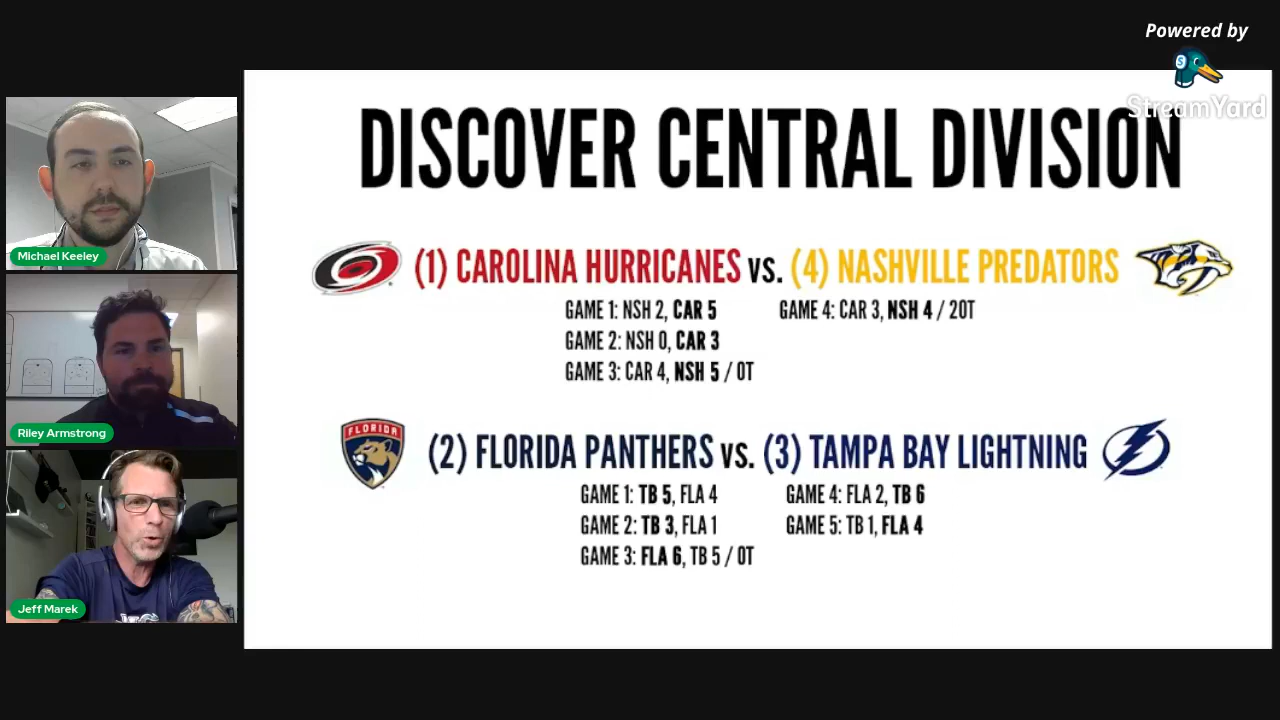 Powered by
StreamYard
DISCOVER CENTRAL DIVISION
(1) CAROLINA HURRICANES VS. (4) NASHVILLE PREDATORS
GAME 1: NSH 2, CAR 5
GAME 2: NSH 0, CAR 3
GAME 3: CAR 4, NSH 5 / OT
GAME 4: CAR 3, NSH 4 / 2OT
FLORIDA
(2) FLORIDA PANTHERS VS. (3) TAMPA BAY LIGHTNING
GAME 1: TB 5, FLA 4
GAME 2: TB 3, FLA 1
GAME 3: FLA 6, TB 5 / OT
GAME 4: FLA 2, TB 6
GAME 5: TB 1, FLA 4
Michael Keeley
Riley Armstrong
Jeff Marek